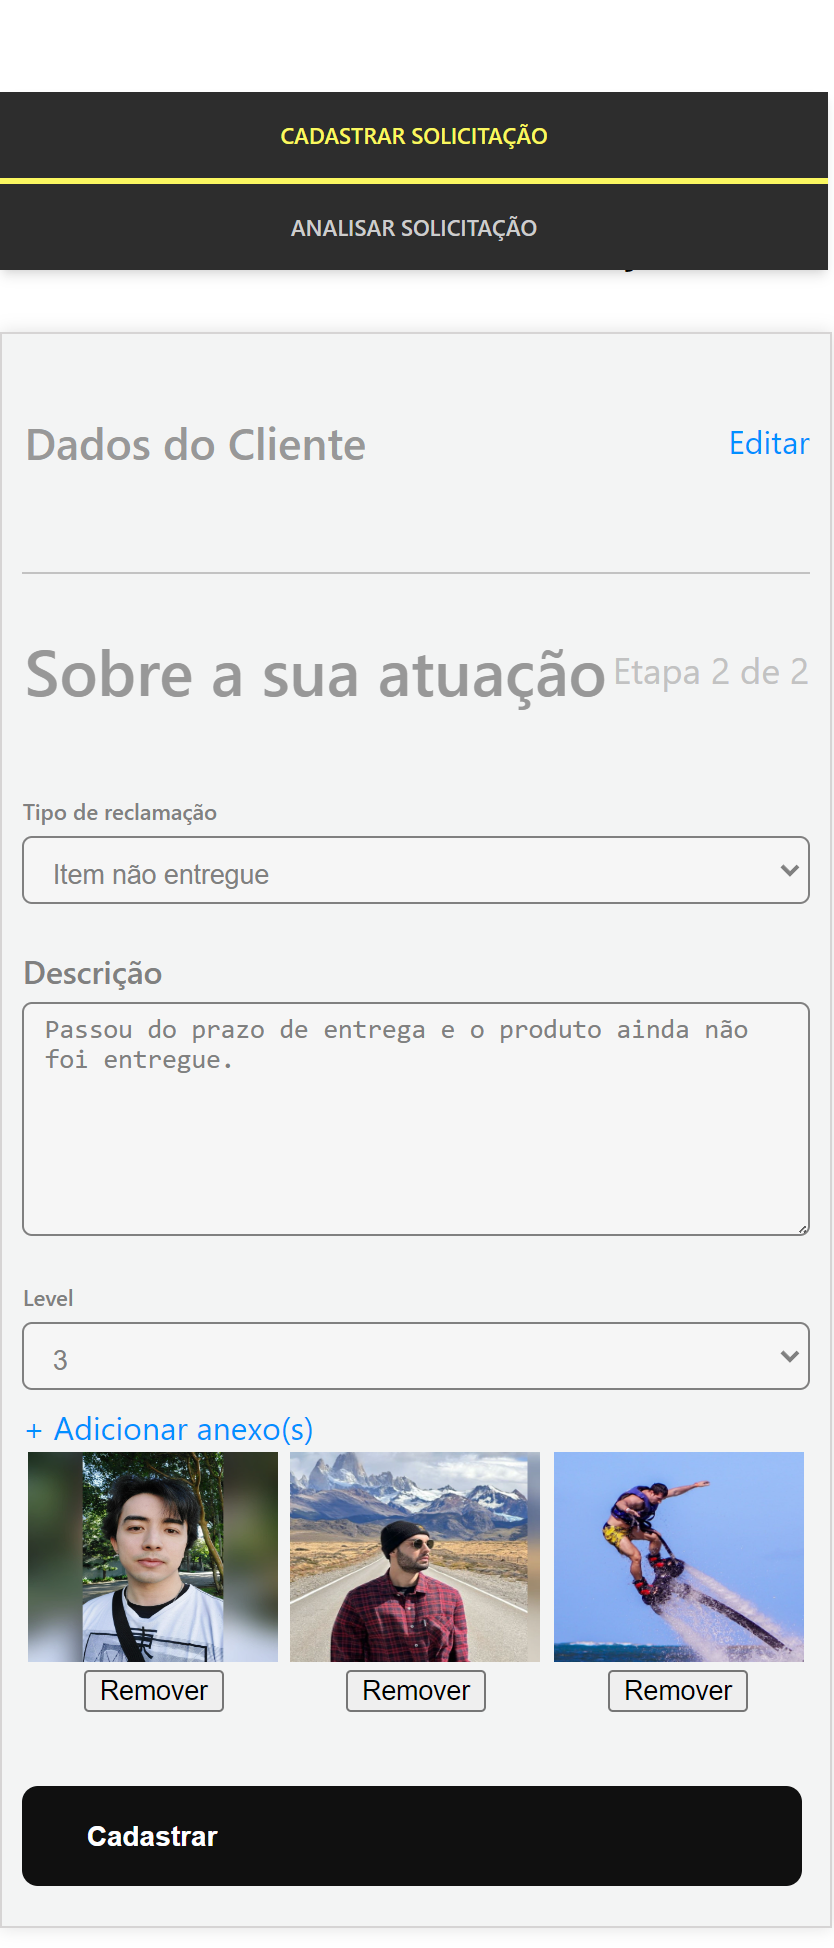 CADASTRAR SOLICITAÇÃO
ANALISAR SOLICITAÇÃO
Dados do Cliente
Editar
Sobre a sua atuação
Etapa 2 de 2
Tipo de reclamação
Item não entregue
Descrição
Passou do prazo de entrega e o produto ainda não
foi entregue.
Level
3
+ Adicionar anexo(s)
Remover
Remover
Remover
Cadastrar